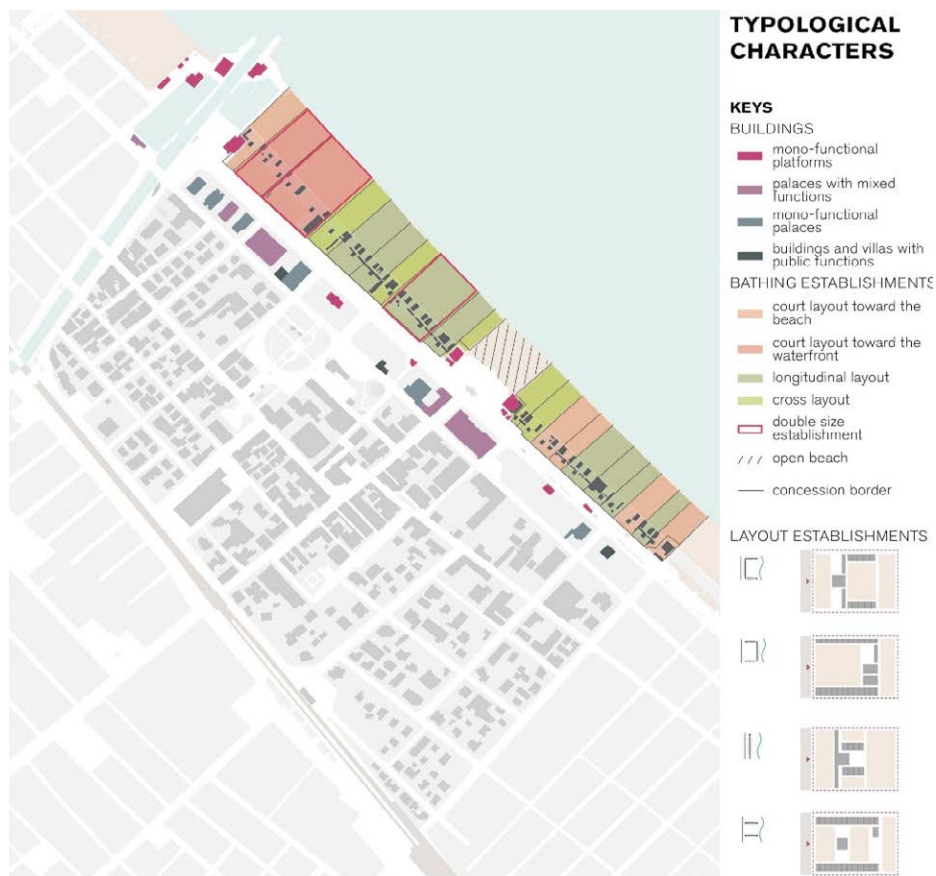 TYPOLOGICAL
CHARACTERS
KEYS
BUILDINGS
mono-functional
platforms
palaces with mixed
functions
mono-functional
palaces
buildings and villas with
public functions
BATHING ESTABLISHMENTS
court layout toward the
beach
court layout toward the
waterfront
longitudinal layout
cross layout
double size
establishment
open beach
concession border
LAYOUT ESTABLISHMENTS